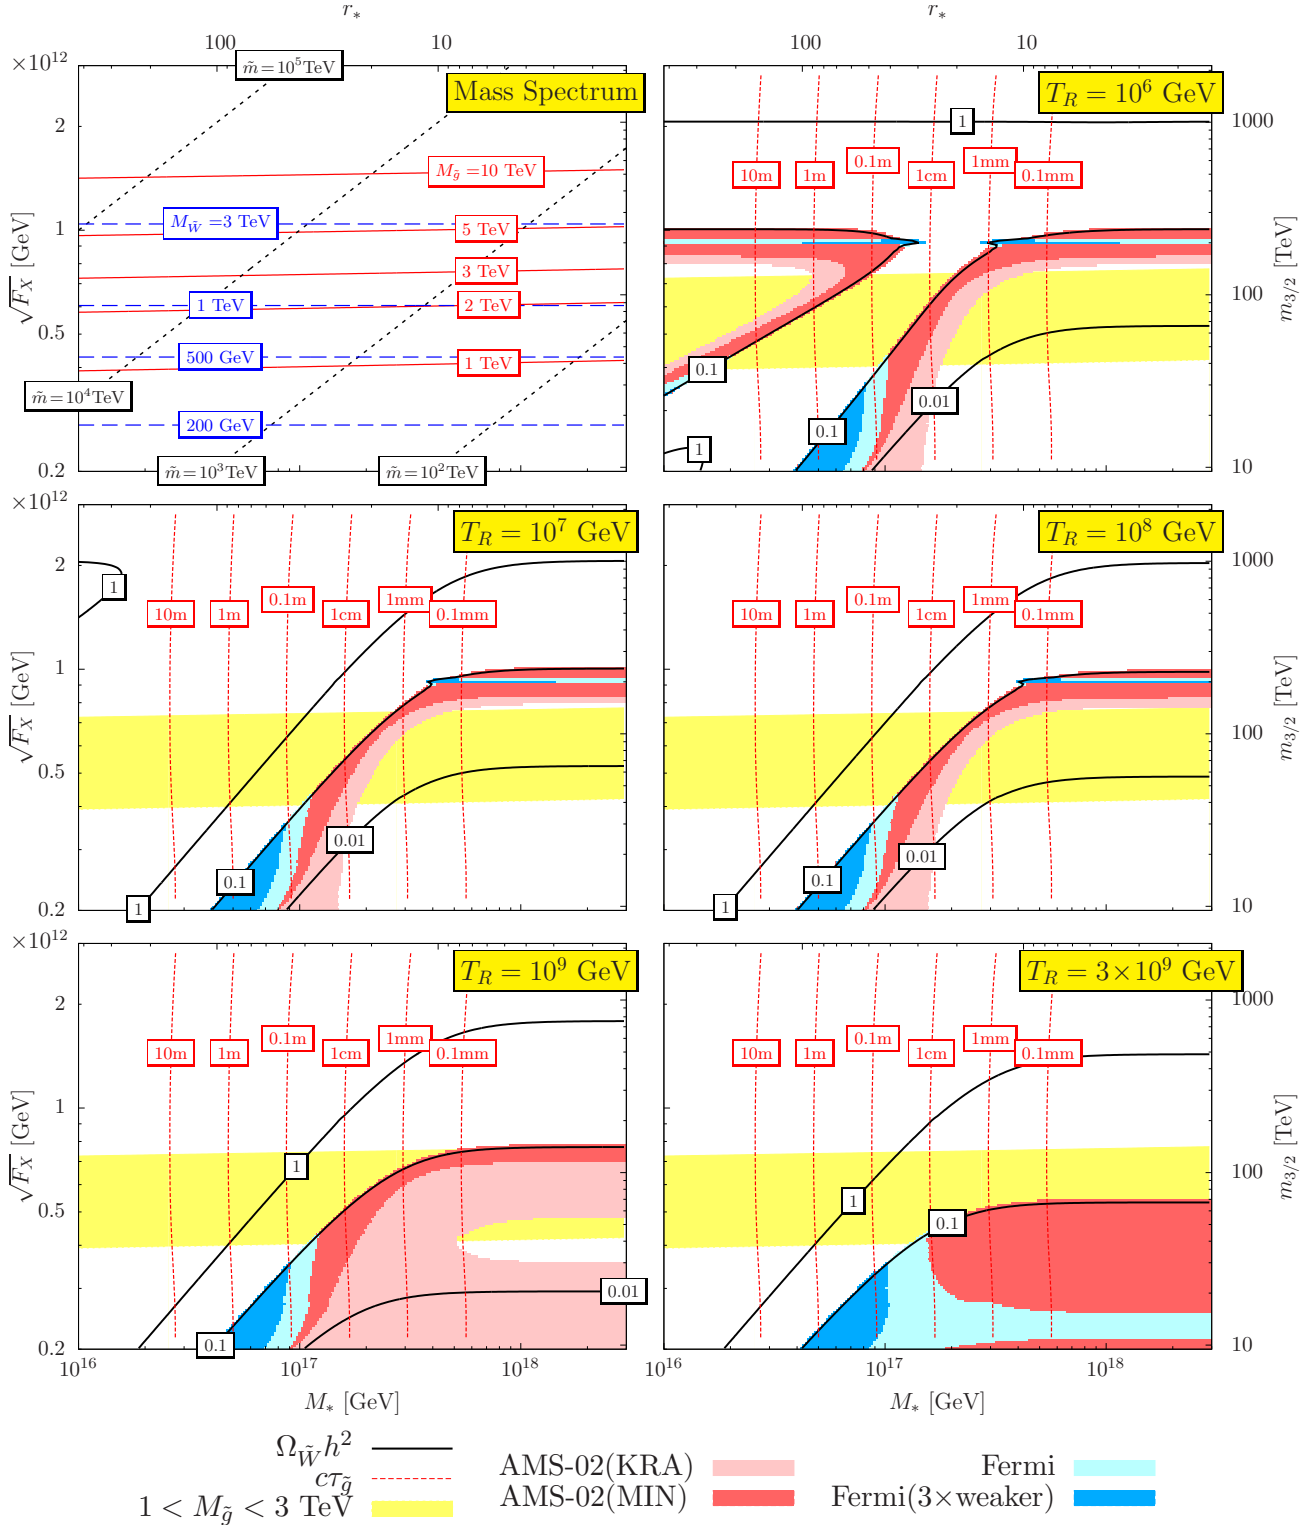 r*
100 10
100 10
r*
×10¹²
2
1
0.5
0.2
√F_X [GeV]
Mass Spectrum
m̃=10⁵TeV
M_g̃ =10 TeV
M_W̃ =3 TeV
5 TeV
3 TeV
1 TeV
2 TeV
500 GeV
1 TeV
m̃=10⁴TeV
200 GeV
m̃=10³TeV
m̃=10²TeV
T_R = 10⁶ GeV
1
10m
1m
0.1m
1cm
1mm
0.1mm
0.1
0.01
0.1
1
1000
100
10
m_3/2 [TeV]
×10¹²
2
1
0.5
0.2
√F_X [GeV]
T_R = 10⁷ GeV
1
10m
1m
0.1m
1cm
1mm
0.1mm
0.01
0.1
1
T_R = 10⁸ GeV
10m
1m
0.1m
1cm
1mm
0.1mm
0.01
0.1
1
1000
100
10
m_3/2 [TeV]
×10¹²
2
1
0.5
0.2
√F_X [GeV]
T_R = 10⁹ GeV
10m
1m
0.1m
1cm
1mm
0.1mm
1
0.01
0.1
10¹⁶ 10¹⁷ 10¹⁸
M* [GeV]
T_R = 3×10⁹ GeV
10m
1m
0.1m
1cm
1mm
0.1mm
1
0.1
1000
100
10
m_3/2 [TeV]
10¹⁶ 10¹⁷ 10¹⁸
M* [GeV]
Ω_W̃ h²
cτ_g̃
1 < M_g̃ < 3 TeV
AMS-02(KRA)
AMS-02(MIN)
Fermi
Fermi(3×weaker)